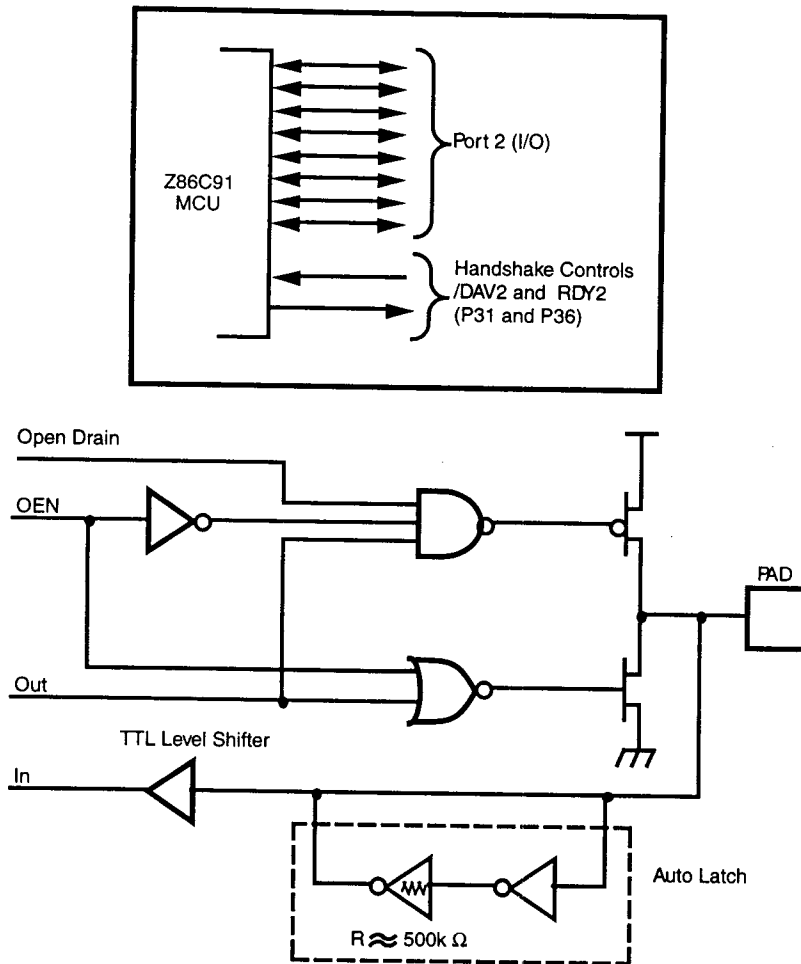 Z86C91
MCU
Port 2 (I/O)
Handshake Controls
/DAV2 and RDY2
(P31 and P36)
Open Drain
OEN
PAD
Out
TTL Level Shifter
In
Auto Latch
R ≈ 500k Ω